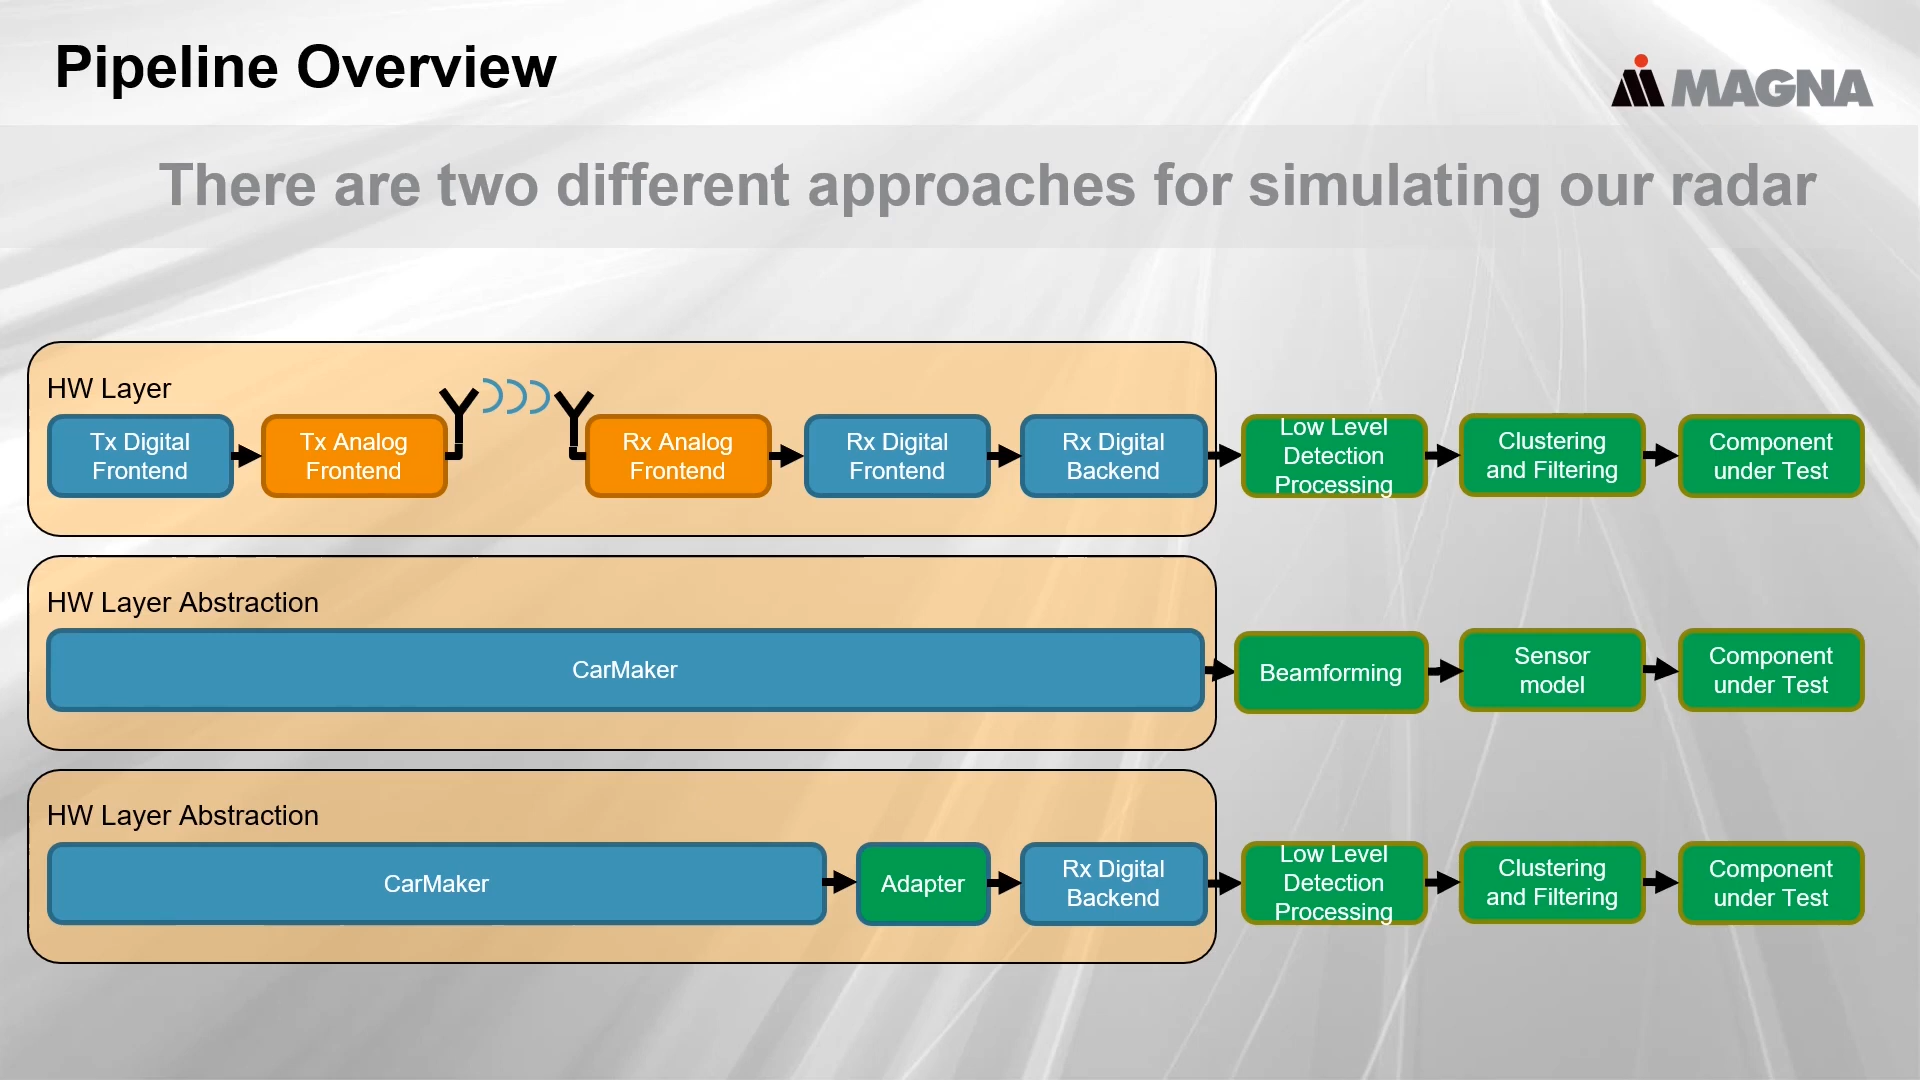 Pipeline Overview
MAGNA
There are two different approaches for simulating our radar
HW Layer
Tx Digital
Frontend
Tx Analog
Frontend
Rx Analog
Frontend
Rx Digital
Frontend
Rx Digital
Backend
Low Level
Detection
Processing
Clustering
and Filtering
Component
under Test
HW Layer Abstraction
CarMaker
Beamforming
Sensor
model
Component
under Test
HW Layer Abstraction
CarMaker
Adapter
Rx Digital
Backend
Low Level
Detection
Processing
Clustering
and Filtering
Component
under Test